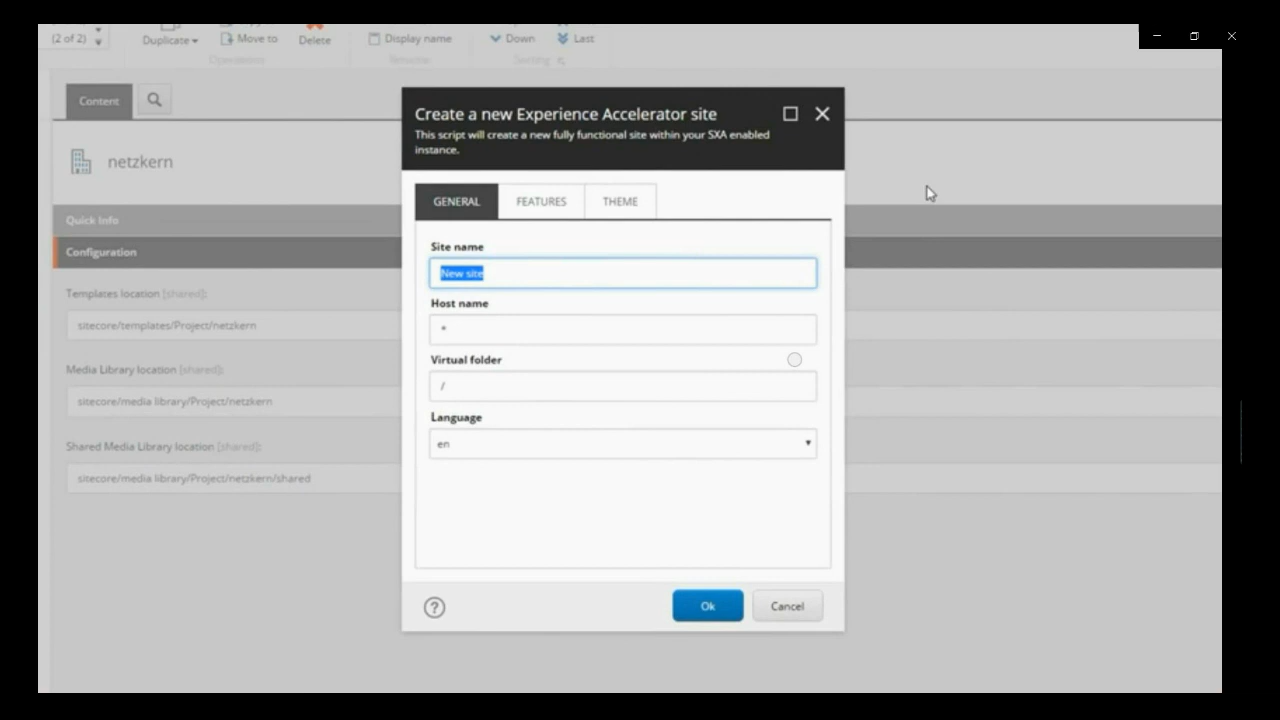 (2 of 2)
Duplicate
Move to
Delete
Display name
Down
Last
Operations
Content
netzkern
Quick Info
Configuration
Templates location [shared]:
sitecore/templates/Project/netzkern
Media Library location [shared]:
sitecore/media library/Project/netzkern
Shared Media Library location [shared]:
sitecore/media library/Project/netzkern/shared
Create a new Experience Accelerator site
This script will create a new fully functional site within your SXA enabled
instance.
GENERAL
FEATURES
THEME
Site name
New site
Host name
*
Virtual folder
/
Language
en
Ok
Cancel